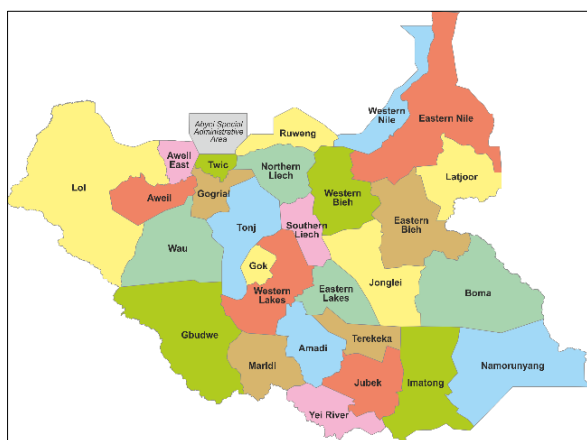 Western
Nile
Eastern Nile
Abyei Special
Administrative
Area
Ruweng
Aweil
East
Twic
Northern
Liech
Latjoor
Lol
Aweil
Gogrial
Western
Bieh
Tonj
Southern
Liech
Eastern
Bieh
Wau
Gok
Jonglei
Western
Lakes
Eastern
Lakes
Boma
Gbudwe
Amadi
Terekeka
Maridi
Jubek
Imatong
Namorunyang
Yei River